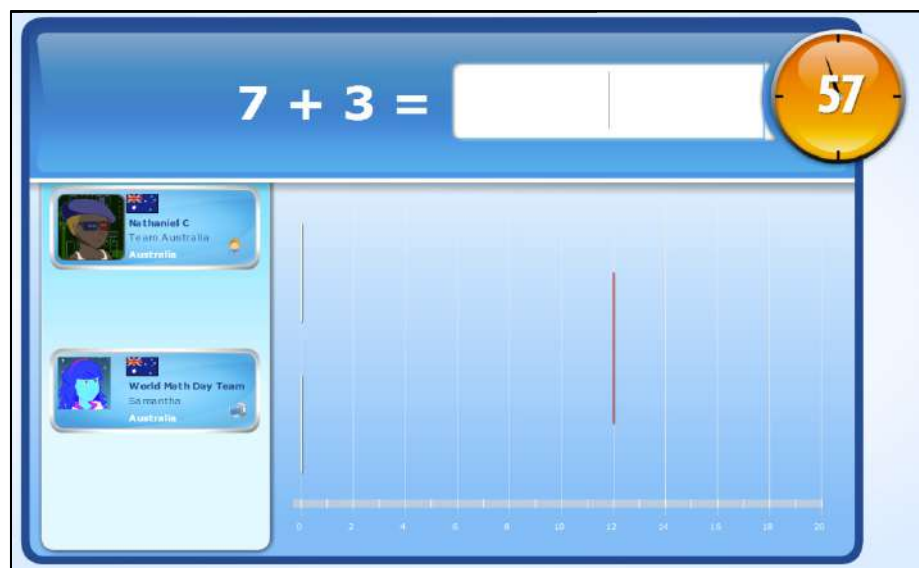 7 + 3 =
57
Nathaniel C
Team Australia
Australia
World Math Day Team
Samantha
Australia
0 2 4 6 8 10 12 14 16 18 20